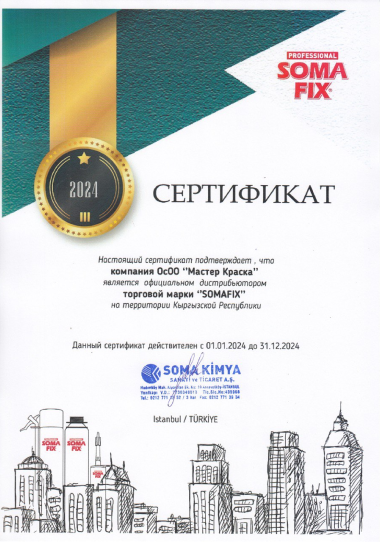 PROFESSIONAL
SOMA
FIX
2024
СЕРТИФИКАТ
Настоящий сертификат подтверждает , что
компания ОсОО "Мастер Краска"
является официальном дистрибьютором
торговой марки "SOMAFIX"
на территории Кыргызской Республики
Данный сертификат действителен с 01.01.2024 до 31.12.2024
SOMA KİMYA
SANAYİ ve TİCARET A.Ş.
Istanbul / TÜRKİYE
SOMA
FIX
SOMA
FIX